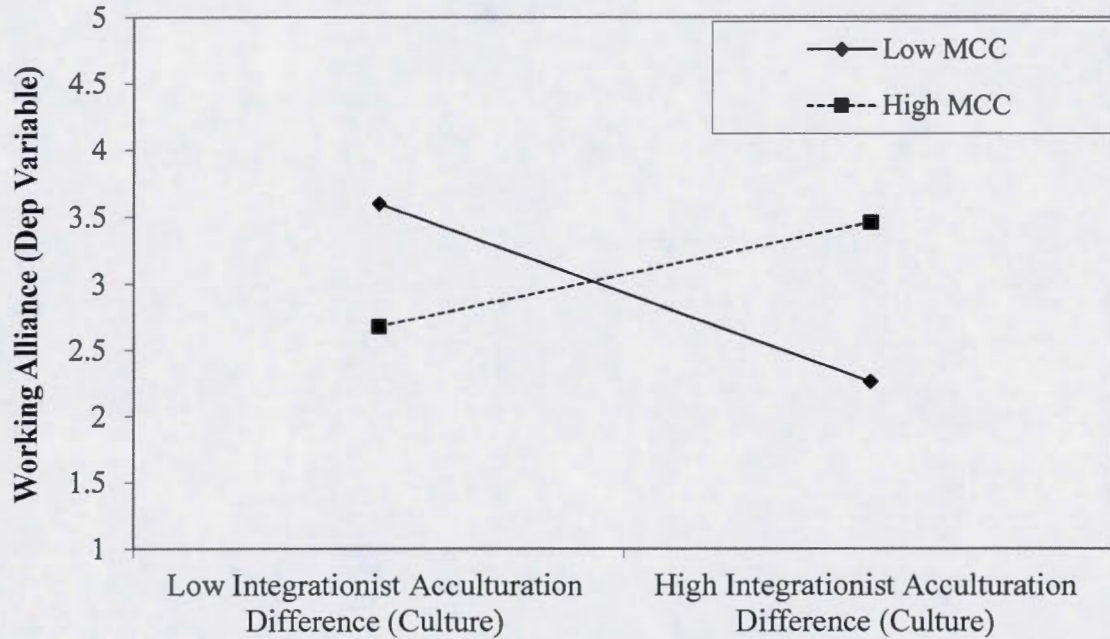 5
4.5
4
3.5
3
2.5
2
1.5
1
Working Alliance (Dep Variable)
Low MCC
High MCC
Low Integrationist Acculturation
Difference (Culture)
High Integrationist Acculturation
Difference (Culture)